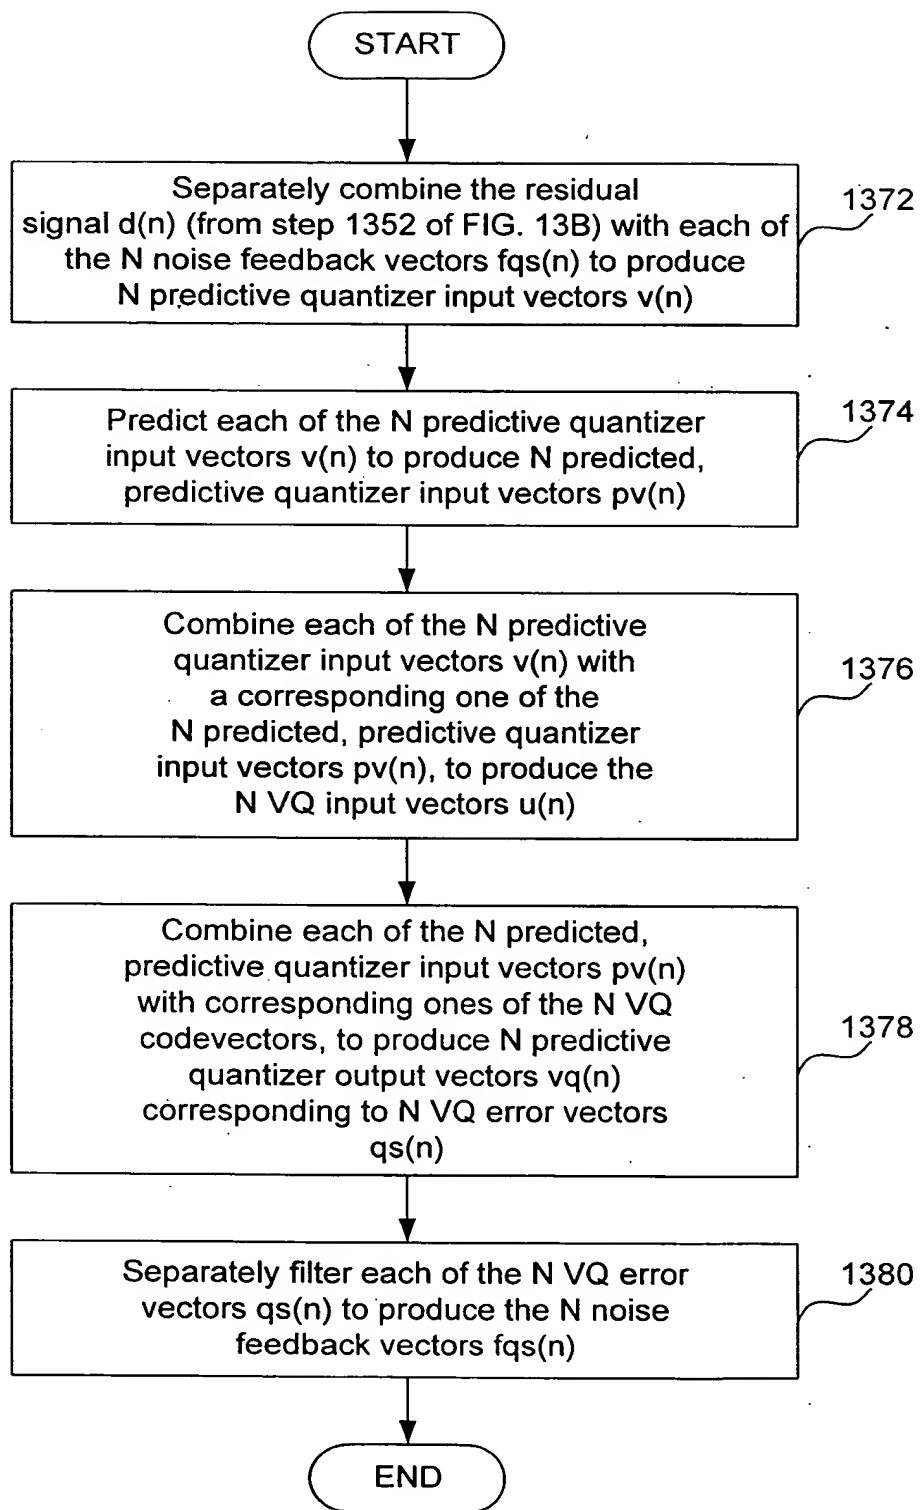 START
Separately combine the residual
signal d(n) (from step 1352 of FIG. 13B) with each of
the N noise feedback vectors fqs(n) to produce
N predictive quantizer input vectors v(n)
1372
Predict each of the N predictive quantizer
input vectors v(n) to produce N predicted,
predictive quantizer input vectors pv(n)
1374
Combine each of the N predictive
quantizer input vectors v(n) with
a corresponding one of the
N predicted, predictive quantizer
input vectors pv(n), to produce the
N VQ input vectors u(n)
1376
Combine each of the N predicted,
predictive quantizer input vectors pv(n)
with corresponding ones of the N VQ
codevectors, to produce N predictive
quantizer output vectors vq(n)
corresponding to N VQ error vectors
qs(n)
1378
Separately filter each of the N VQ error
vectors qs(n) to produce the N noise
feedback vectors fqs(n)
1380
END